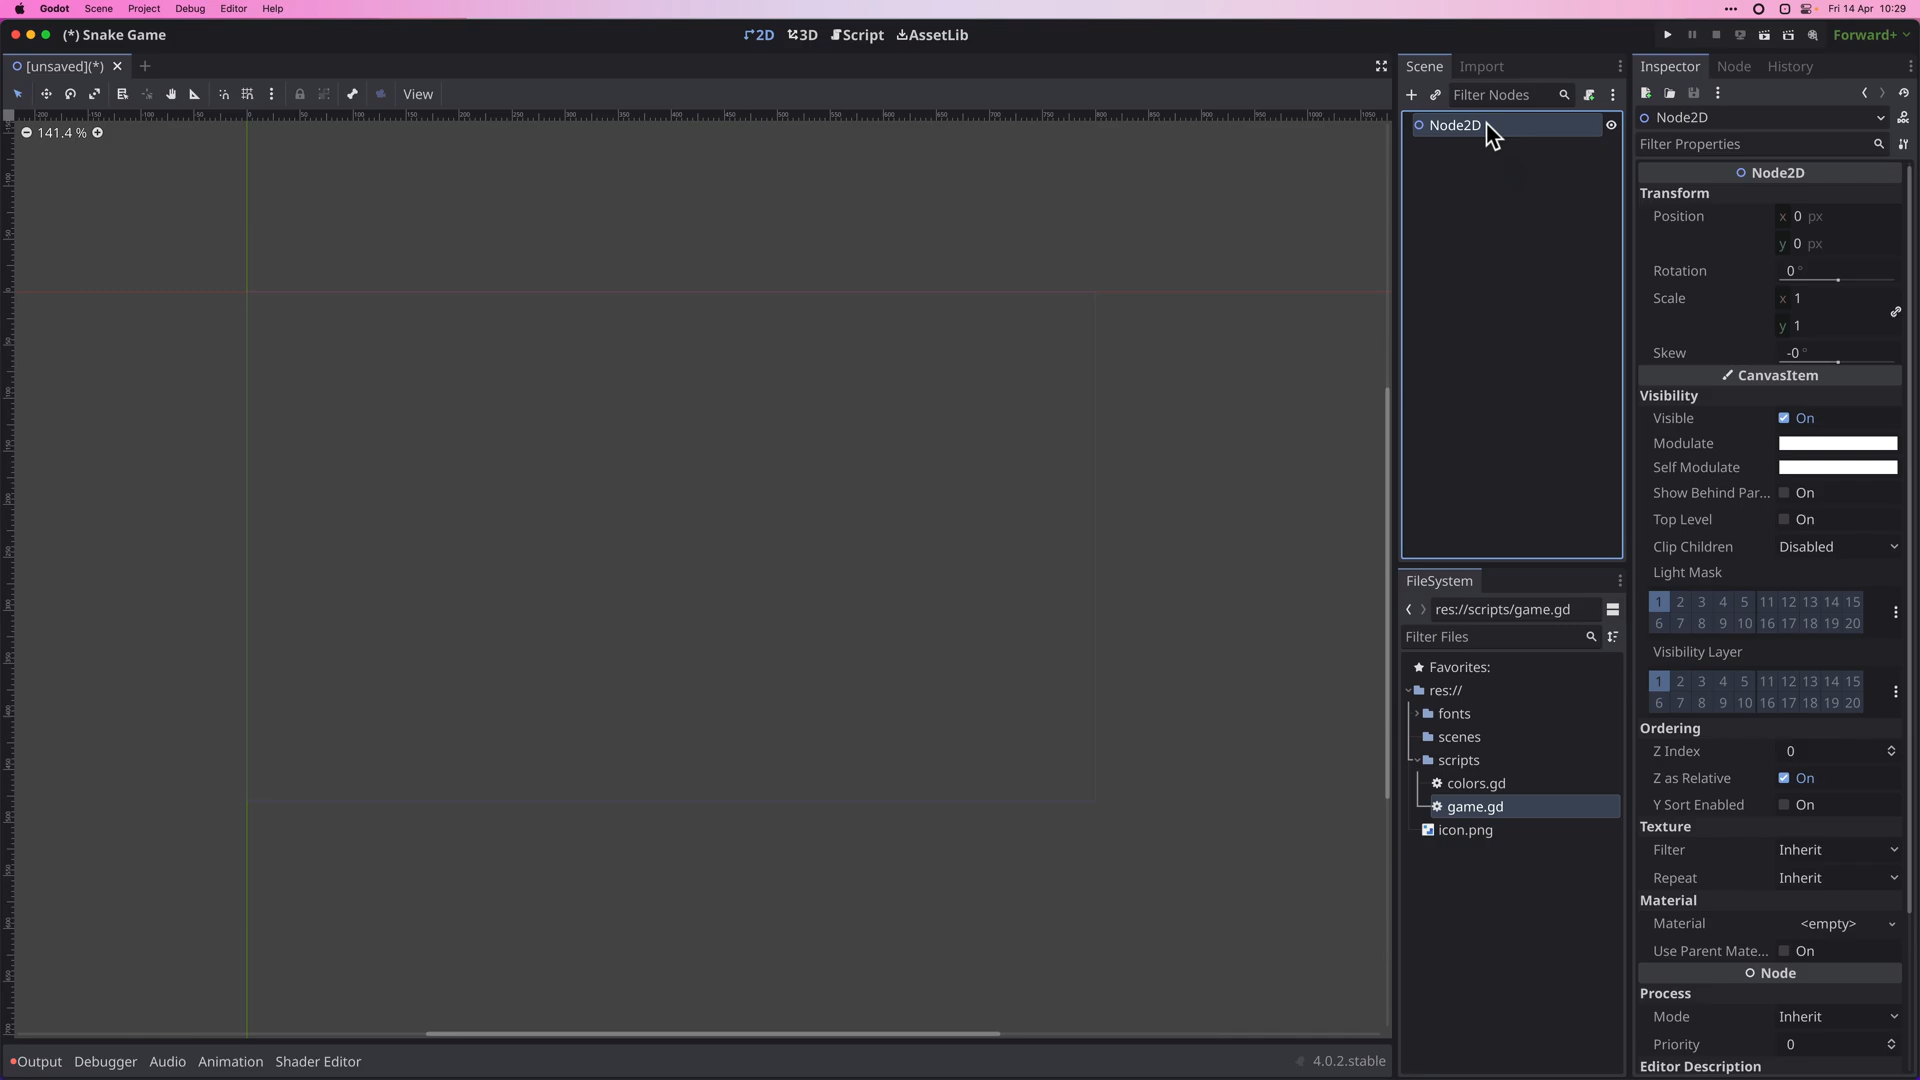 Godot Scene Project Debug Editor Help Fri 14 Apr 10:29
(*) Snake Game 2D 3D Script AssetLib Forward+
[unsaved](*) Scene Import Inspector Node History
View Filter Nodes
141.4 % Node2D Node2D
Filter Properties
Node2D
Transform
Position x 0 px
y 0 px
Rotation 0 °
Scale x 1
y 1
Skew -0 °
CanvasItem
Visibility
Visible On
Modulate
Self Modulate
Show Behind Par... On
Top Level On
Clip Children Disabled
Light Mask
1 2 3 4 5 11 12 13 14 15
6 7 8 9 10 16 17 18 19 20
Visibility Layer
1 2 3 4 5 11 12 13 14 15
6 7 8 9 10 16 17 18 19 20
Ordering
Z Index 0
Z as Relative On
Y Sort Enabled On
Texture
Filter Inherit
Repeat Inherit
Material
Material <empty>
Use Parent Mate... On
Node
Process
Mode Inherit
Priority 0
Editor Description
FileSystem
res://scripts/game.gd
Filter Files
Favorites:
res://
fonts
scenes
scripts
colors.gd
game.gd
icon.png
Output Debugger Audio Animation Shader Editor 4.0.2.stable